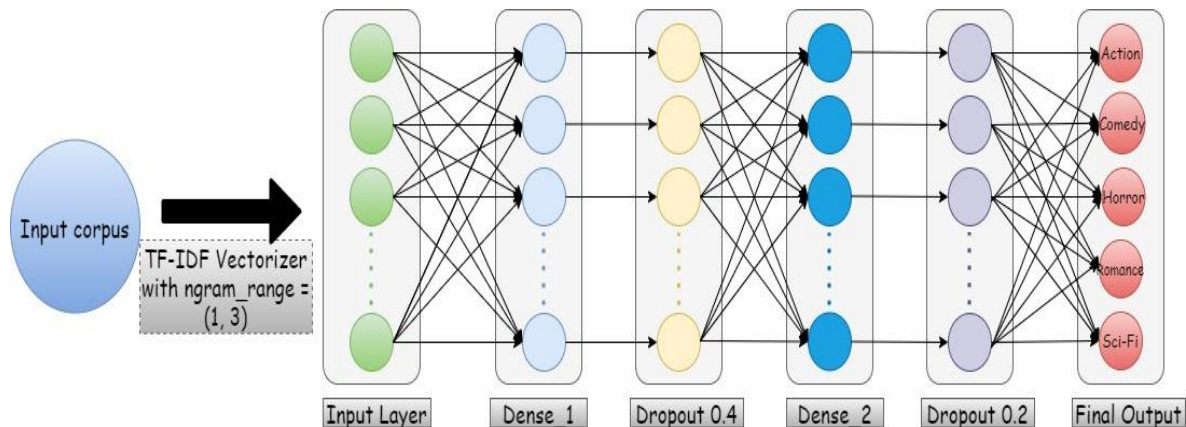 Input corpus
TF-IDF Vectorizer
with ngram_range =
(1, 3)
Action
Comedy
Horror
Romance
Sci-Fi
Input Layer
Dense_1
Dropout 0.4
Dense_2
Dropout 0.2
Final Output